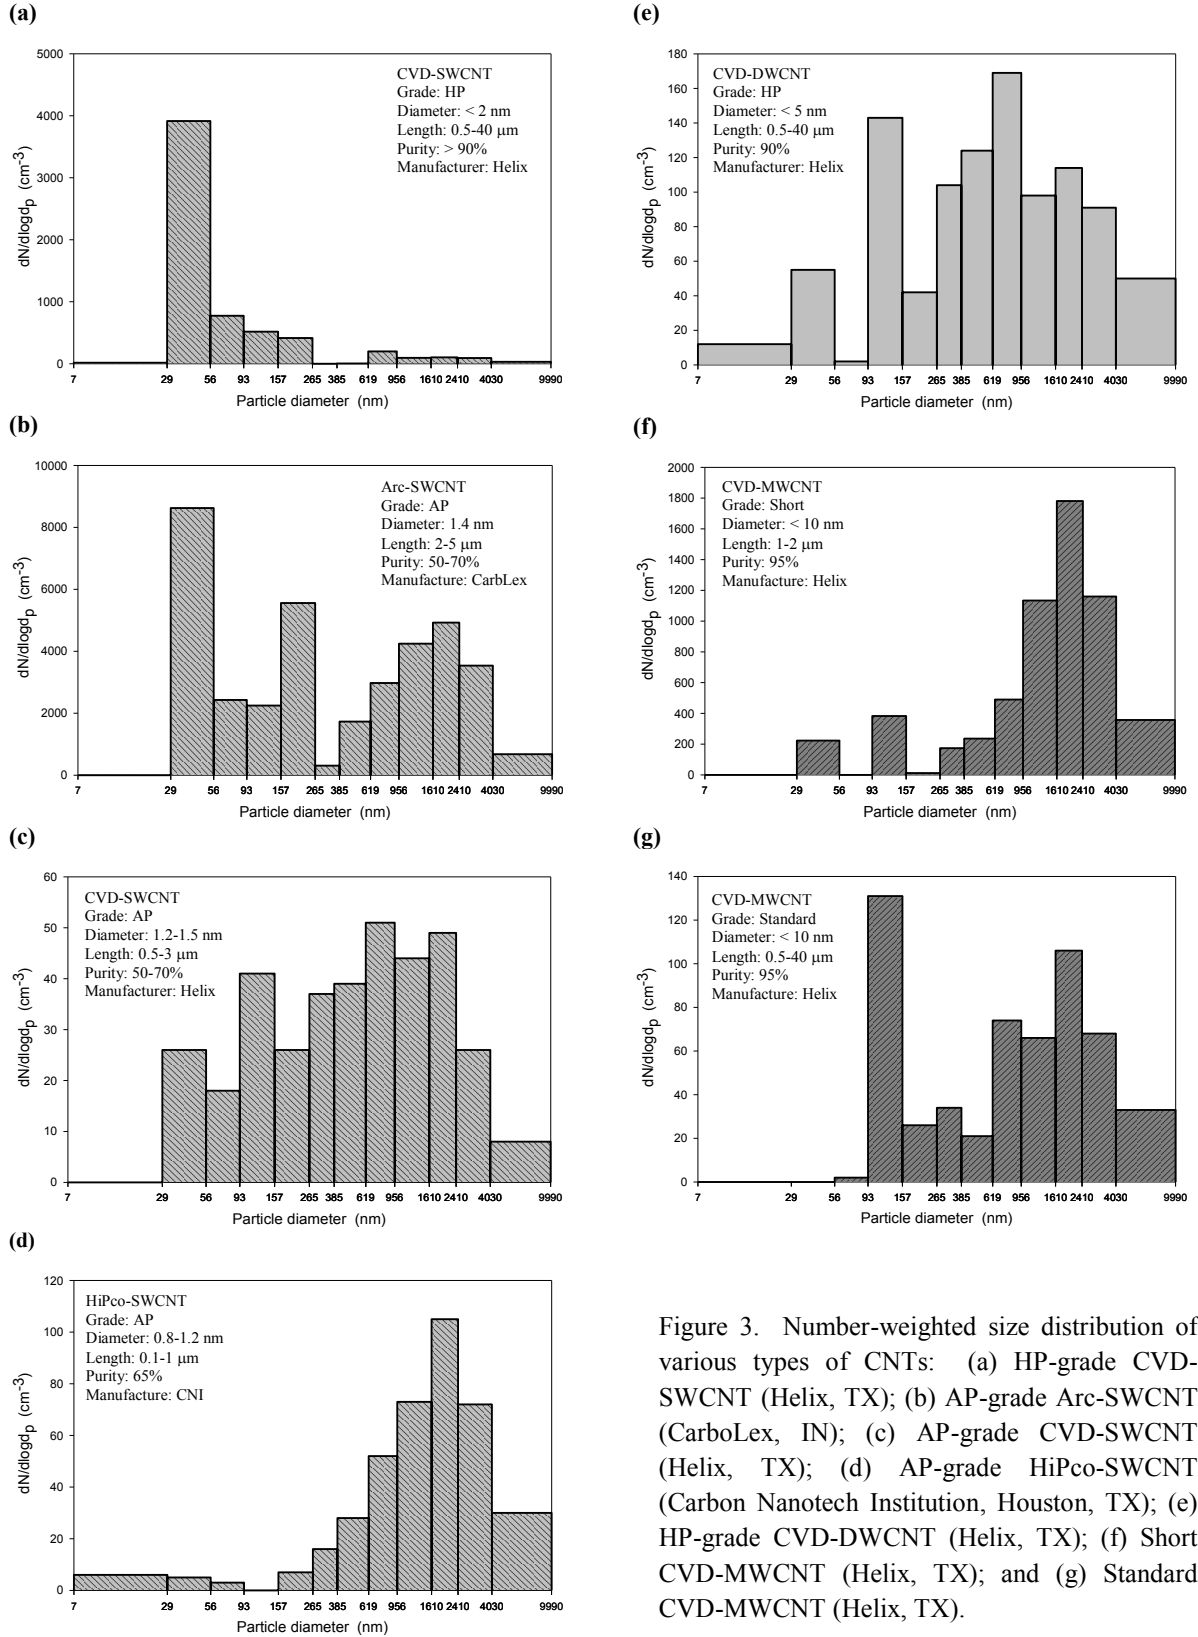 (a)
5000
4000
3000
2000
1000
0
dN/dlogdp (cm-3)
CVD-SWCNT
Grade: HP
Diameter: < 2 nm
Length: 0.5-40 μm
Purity: > 90%
Manufacturer: Helix
7 29 56 93 157 265 385 619 956 1610 2410 4030 9990
Particle diameter (nm)
(b)
10000
8000
6000
4000
2000
0
dN/dlogdp (cm-3)
Arc-SWCNT
Grade: AP
Diameter: 1.4 nm
Length: 2-5 μm
Purity: 50-70%
Manufacture: CarbLex
7 29 56 93 157 265 385 619 956 1610 2410 4030 9990
Particle diameter (nm)
(c)
60
50
40
30
20
10
0
dN/dlogdp (cm-3)
CVD-SWCNT
Grade: AP
Diameter: 1.2-1.5 nm
Length: 0.5-3 μm
Purity: 50-70%
Manufacturer: Helix
7 29 56 93 157 265 385 619 956 1610 2410 4030 9990
Particle diameter (nm)
(d)
120
100
80
60
40
20
0
dN/dlogdp (cm-3)
HiPco-SWCNT
Grade: AP
Diameter: 0.8-1.2 nm
Length: 0.1-1 μm
Purity: 65%
Manufacture: CNI
7 29 56 93 157 265 385 619 956 1610 2410 4030 9990
Particle diameter (nm)
(e)
180
160
140
120
100
80
60
40
20
0
dN/dlogdp (cm-3)
CVD-DWCNT
Grade: HP
Diameter: < 5 nm
Length: 0.5-40 μm
Purity: 90%
Manufacturer: Helix
7 29 56 93 157 265 385 619 956 1610 2410 4030 9990
Particle diameter (nm)
(f)
2000
1800
1600
1400
1200
1000
800
600
400
200
0
dN/dlogdp (cm-3)
CVD-MWCNT
Grade: Short
Diameter: < 10 nm
Length: 1-2 μm
Purity: 95%
Manufacture: Helix
7 29 56 93 157 265 385 619 956 1610 2410 4030 9990
Particle diameter (nm)
(g)
140
120
100
80
60
40
20
0
dN/dlogdp (cm-3)
CVD-MWCNT
Grade: Standard
Diameter: < 10 nm
Length: 0.5-40 μm
Purity: 95%
Manufacture: Helix
7 29 56 93 157 265 385 619 956 1610 2410 4030 9990
Particle diameter (nm)
Figure 3. Number-weighted size distribution of
various types of CNTs: (a) HP-grade CVD-
SWCNT (Helix, TX); (b) AP-grade Arc-SWCNT
(CarboLex, IN); (c) AP-grade CVD-SWCNT
(Helix, TX); (d) AP-grade HiPco-SWCNT
(Carbon Nanotech Institution, Houston, TX); (e)
HP-grade CVD-DWCNT (Helix, TX); (f) Short
CVD-MWCNT (Helix, TX); and (g) Standard
CVD-MWCNT (Helix, TX).